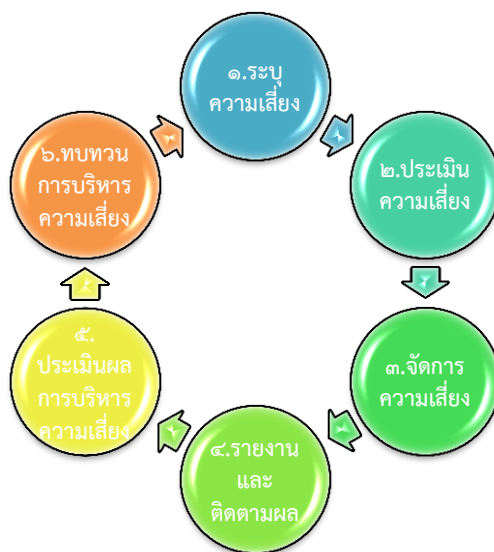 ๑.ระบุ
ความเสี่ยง
๒.ประเมิน
ความเสี่ยง
๓.จัดการ
ความเสี่ยง
๔.รายงาน
และ
ติดตามผล
๕.
ประเมินผล
การบริหาร
ความเสี่ยง
๖.ทบทวน
การบริหาร
ความเสี่ยง